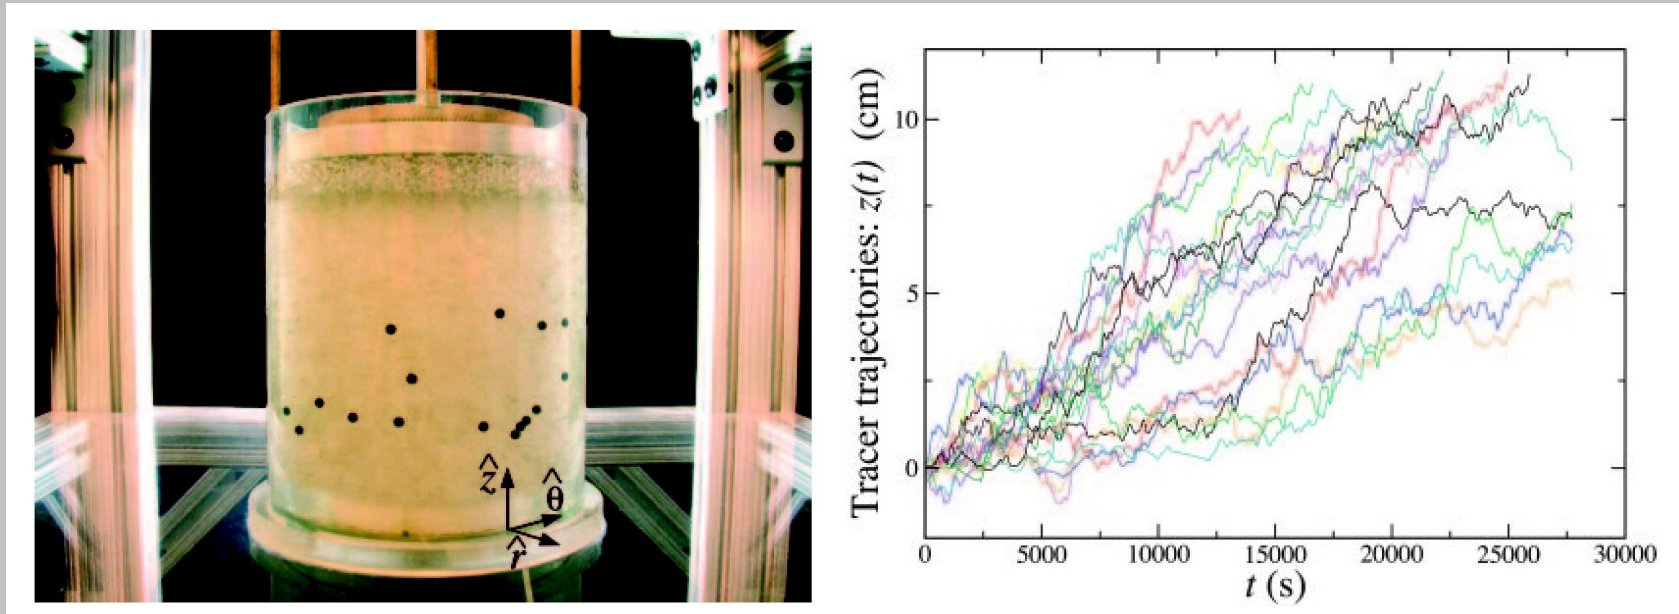 ẑ
θ̂
r̂
Tracer trajectories: z(t) (cm)
10
5
0
0 5000 10000 15000 20000 25000 30000
t (s)